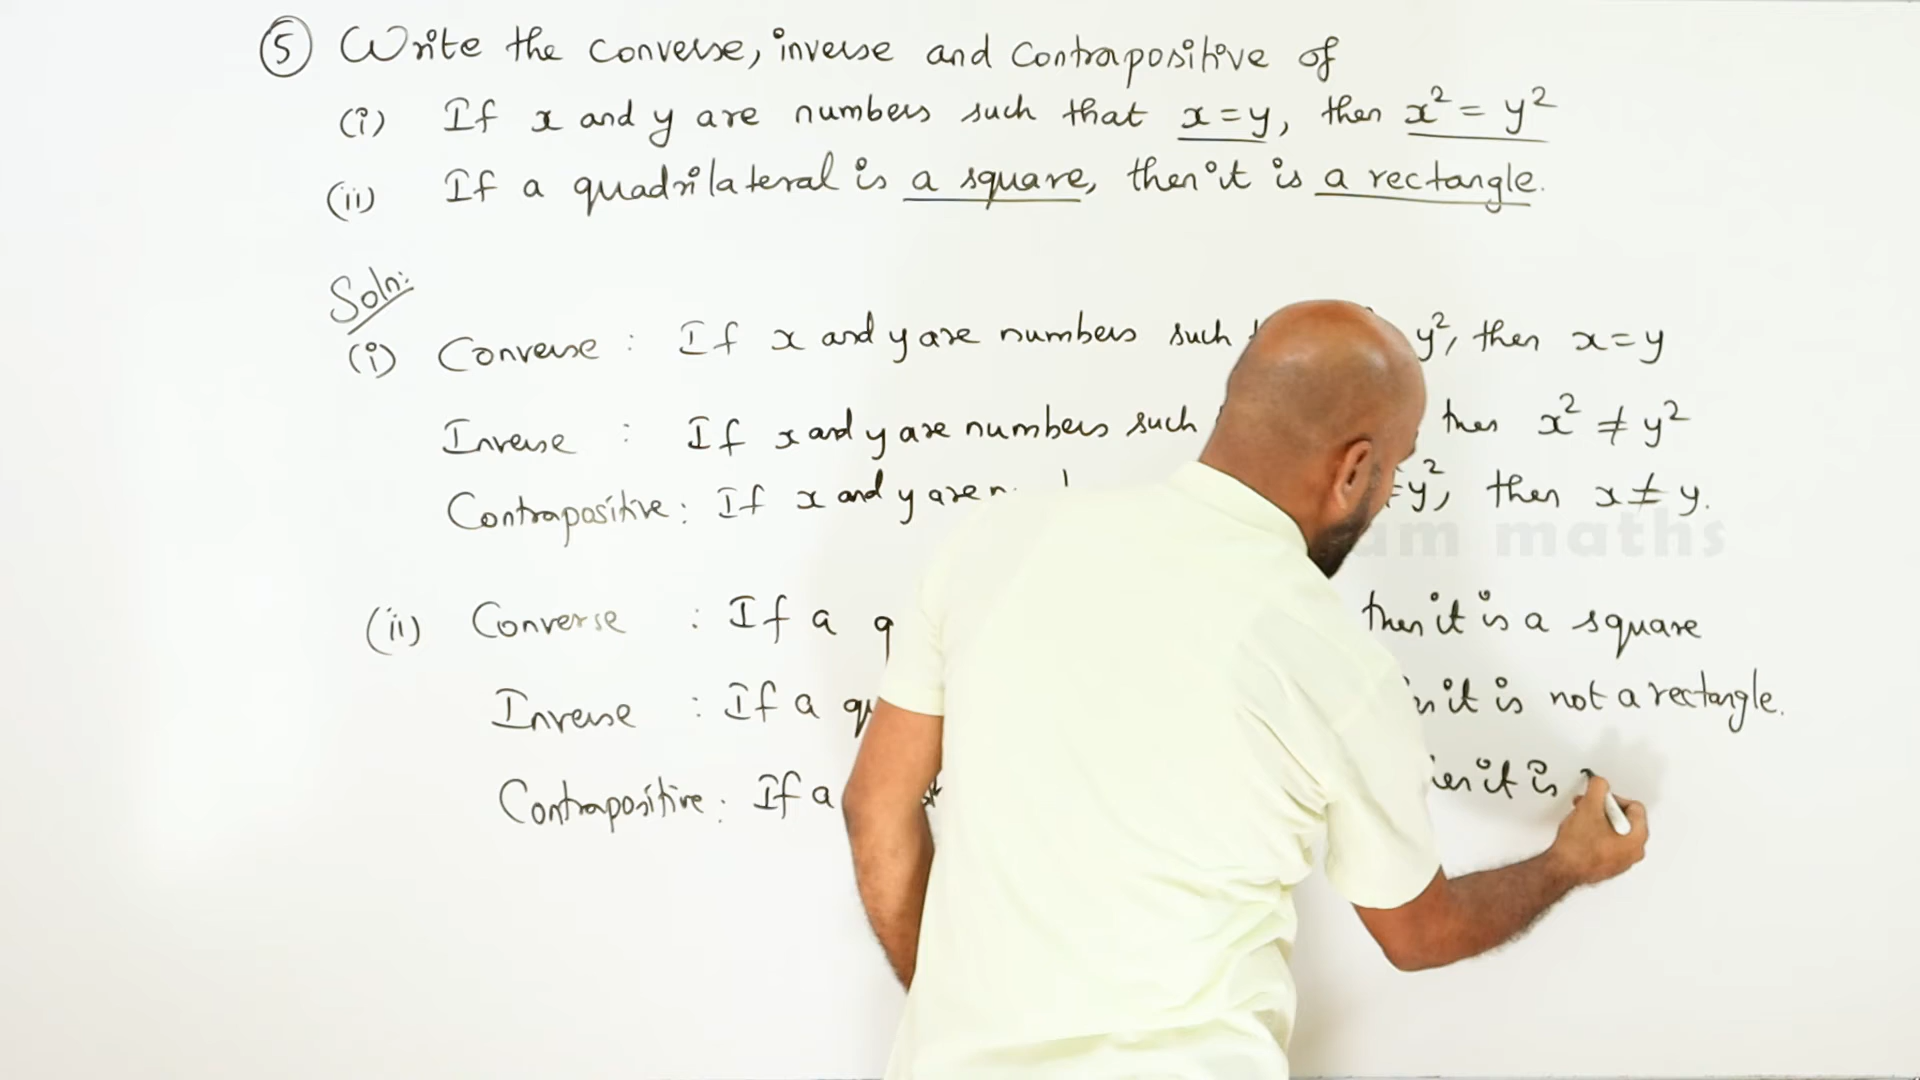 5 Write the converse, inverse and contrapositive of
(i) If x and y are numbers such that x = y, then x² = y²
(ii) If a quadrilateral is a square, then it is a rectangle.
Soln:
(i) Converse : If x and y are numbers such y², then x = y
Inverse : If x and y are numbers such then x² ≠ y²
Contrapositive : If x and y are y², then x ≠ y.
am maths
(ii) Converse : If a then it is a square
Inverse : If a it is not a rectangle.
Contrapositive : If a it is